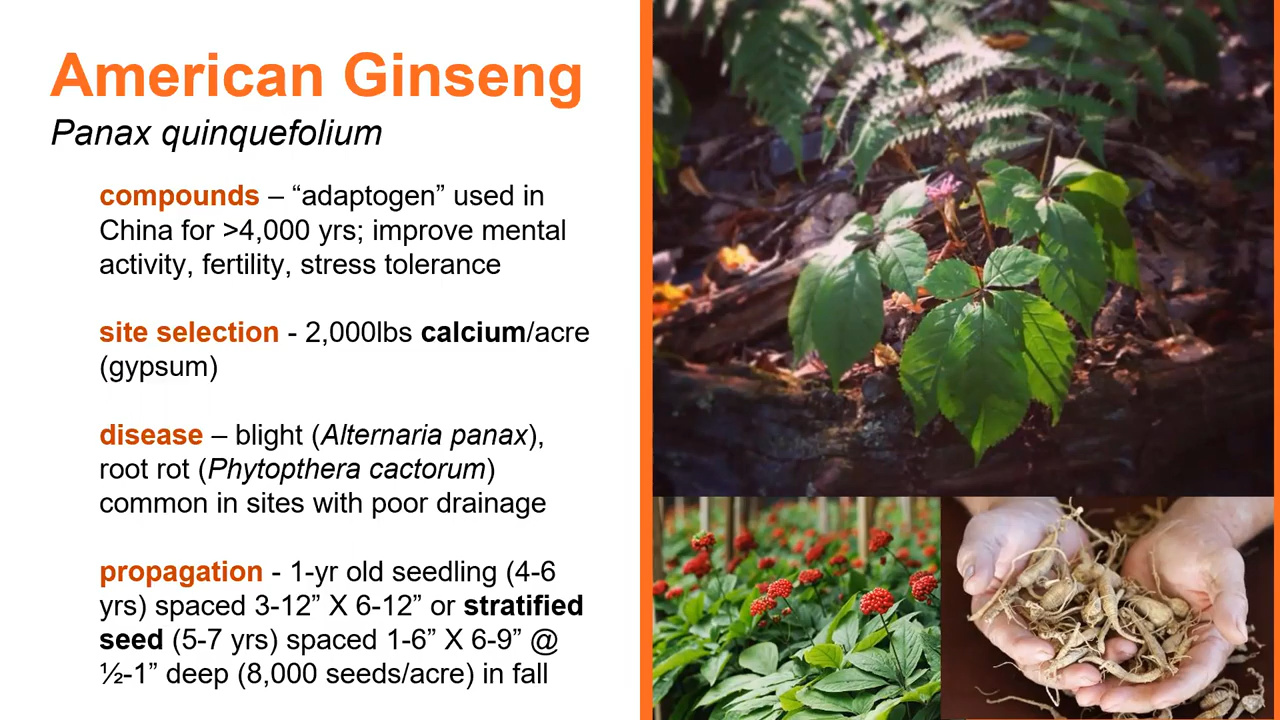 American Ginseng
Panax quinquefolium
compounds – “adaptogen” used in
China for >4,000 yrs; improve mental
activity, fertility, stress tolerance
site selection - 2,000lbs calcium/acre
(gypsum)
disease – blight (Alternaria panax),
root rot (Phytopthera cactorum)
common in sites with poor drainage
propagation - 1-yr old seedling (4-6
yrs) spaced 3-12” X 6-12” or stratified
seed (5-7 yrs) spaced 1-6” X 6-9” @
½-1” deep (8,000 seeds/acre) in fall